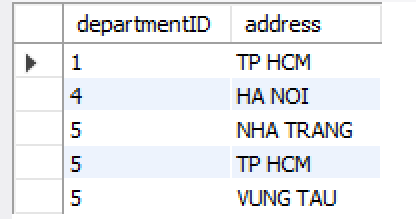 departmentID address
1 TP HCM
4 HA NOI
5 NHA TRANG
5 TP HCM
5 VUNG TAU